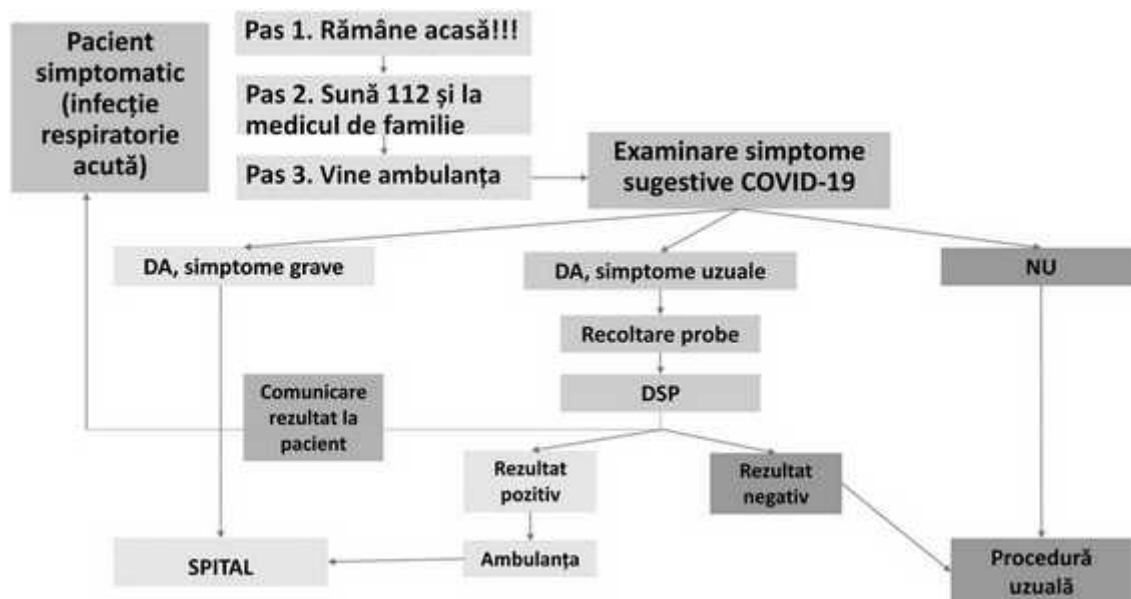 Pacient
simptomatic
(infecție
respiratorie
acută)
Pas 1. Rămâne acasă!!!
Pas 2. Sună 112 și la
medicul de familie
Pas 3. Vine ambulanța
Examinare simptome
sugestive COVID-19
DA, simptome grave
DA, simptome uzuale
NU
Recoltare probe
DSP
Comunicare
rezultat la
pacient
Rezultat
pozitiv
Rezultat
negativ
SPITAL
Ambulanța
Procedură
uzuală